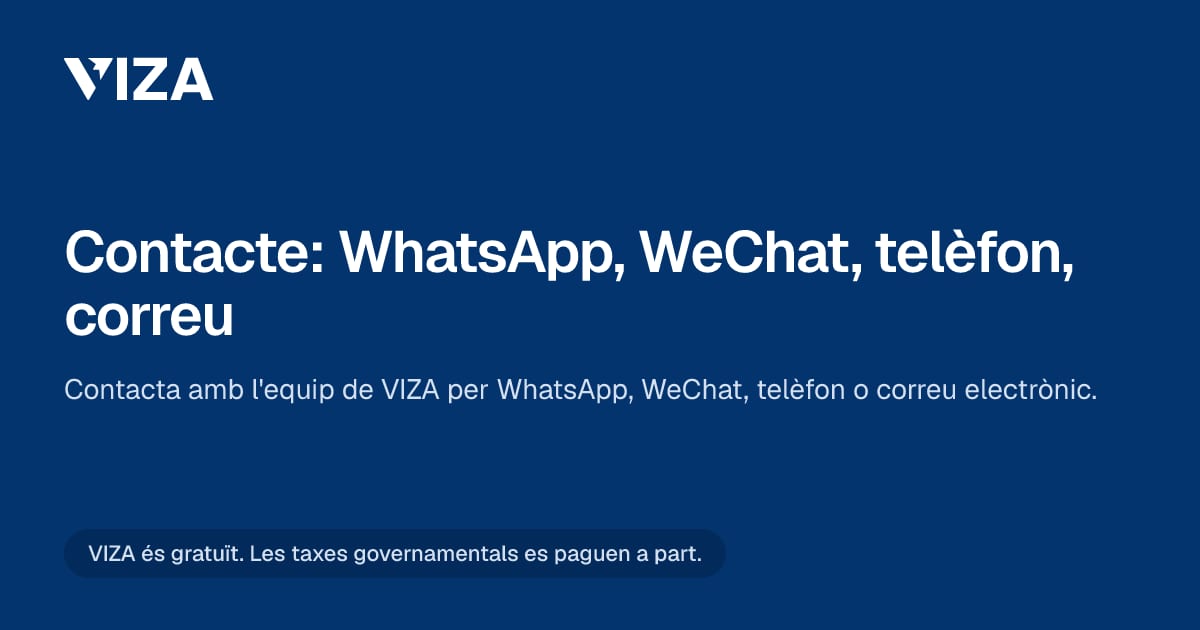 VIZA
Contacte: WhatsApp, WeChat, telèfon,
correu
Contacta amb l'equip de VIZA per WhatsApp, WeChat, telèfon o correu electrònic.
VIZA és gratuït. Les taxes governamentals es paguen a part.